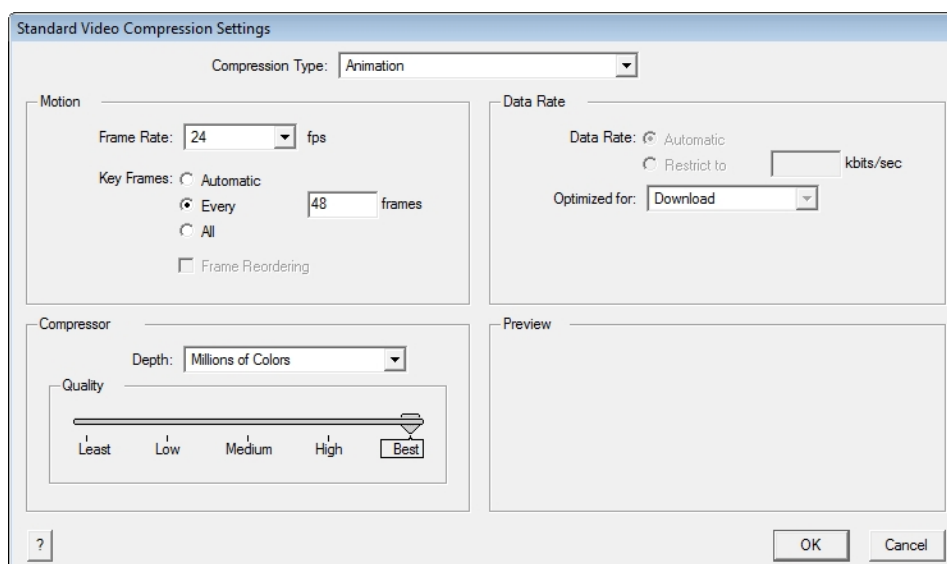 Standard Video Compression Settings
Compression Type: Animation
Motion
Frame Rate: 24 fps
Key Frames: Automatic
Every 48 frames
All
Frame Reordering
Data Rate
Data Rate: Automatic
Restrict to kbits/sec
Optimized for: Download
Compressor
Depth: Millions of Colors
Quality
Least Low Medium High Best
Preview
? OK Cancel